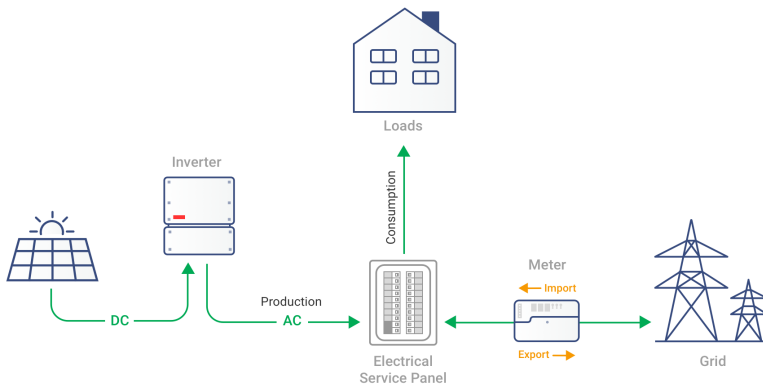 Loads
Inverter
Consumption
Meter
Import
Production
DC
AC
Export
Electrical
Service Panel
Grid